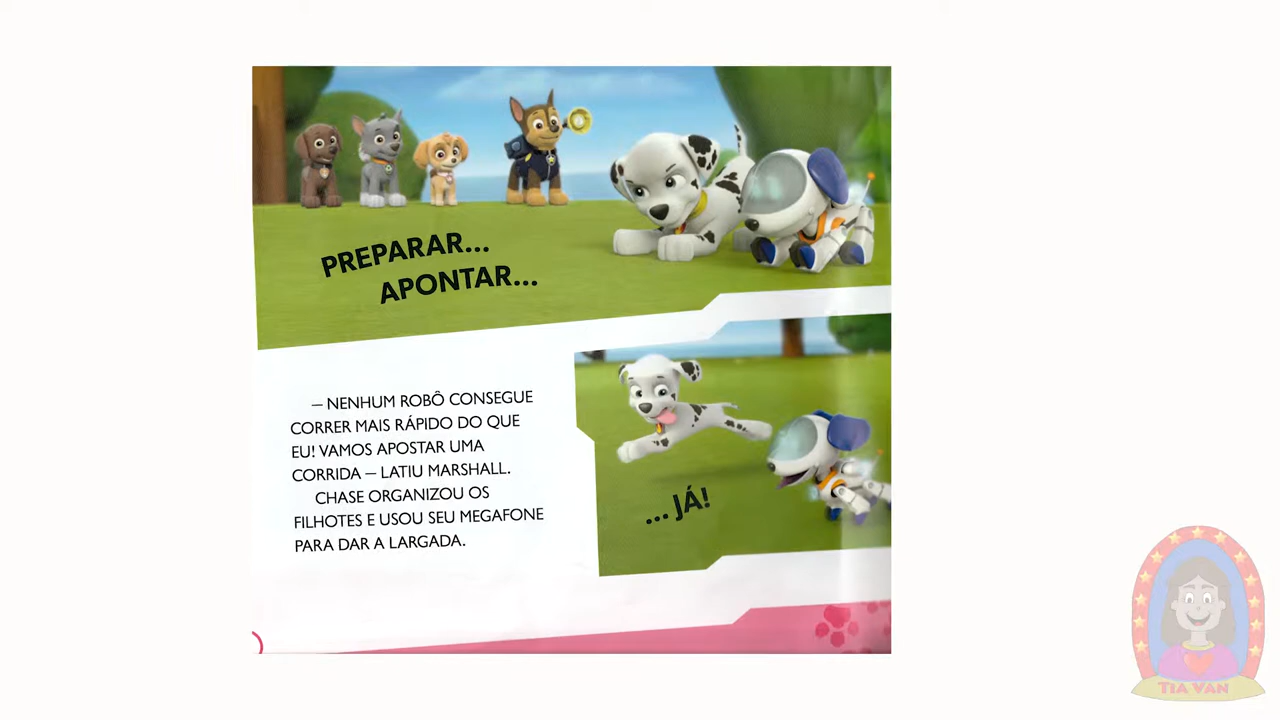 PREPARAR...
APONTAR...
– NENHUM ROBÔ CONSEGUE
CORRER MAIS RÁPIDO DO QUE
EU! VAMOS APOSTAR UMA
CORRIDA – LATIU MARSHALL.
CHASE ORGANIZOU OS
FILHOTES E USOU SEU MEGAFONE
PARA DAR A LARGADA.
... JÁ!
TIA VAN